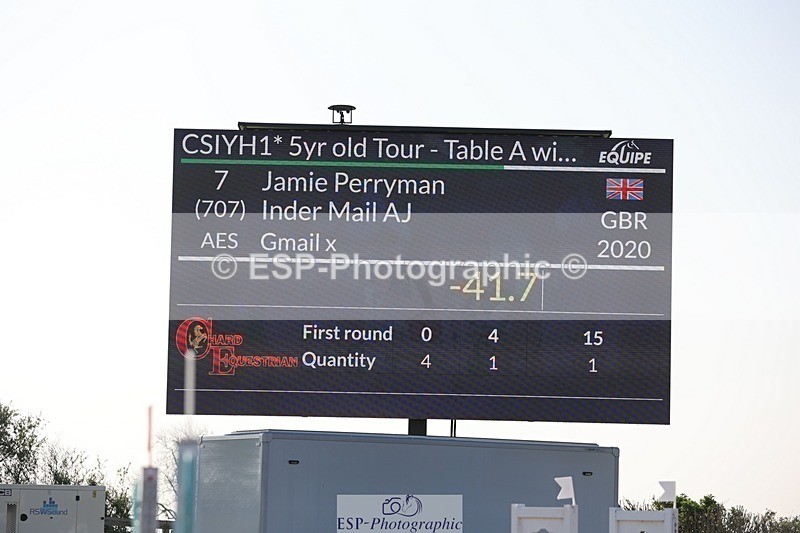 CSIYH1* 5yr old Tour - Table A wi... EQUIPE
7 Jamie Perryman
(707) Inder Mail AJ GBR
AES Gmail x 2020
© ESP-Photographic ©
-41.7
CHARD EQUESTRIAN
First round 0 4 15
Quantity 4 1 1
RSWSound
ESP-Photographic